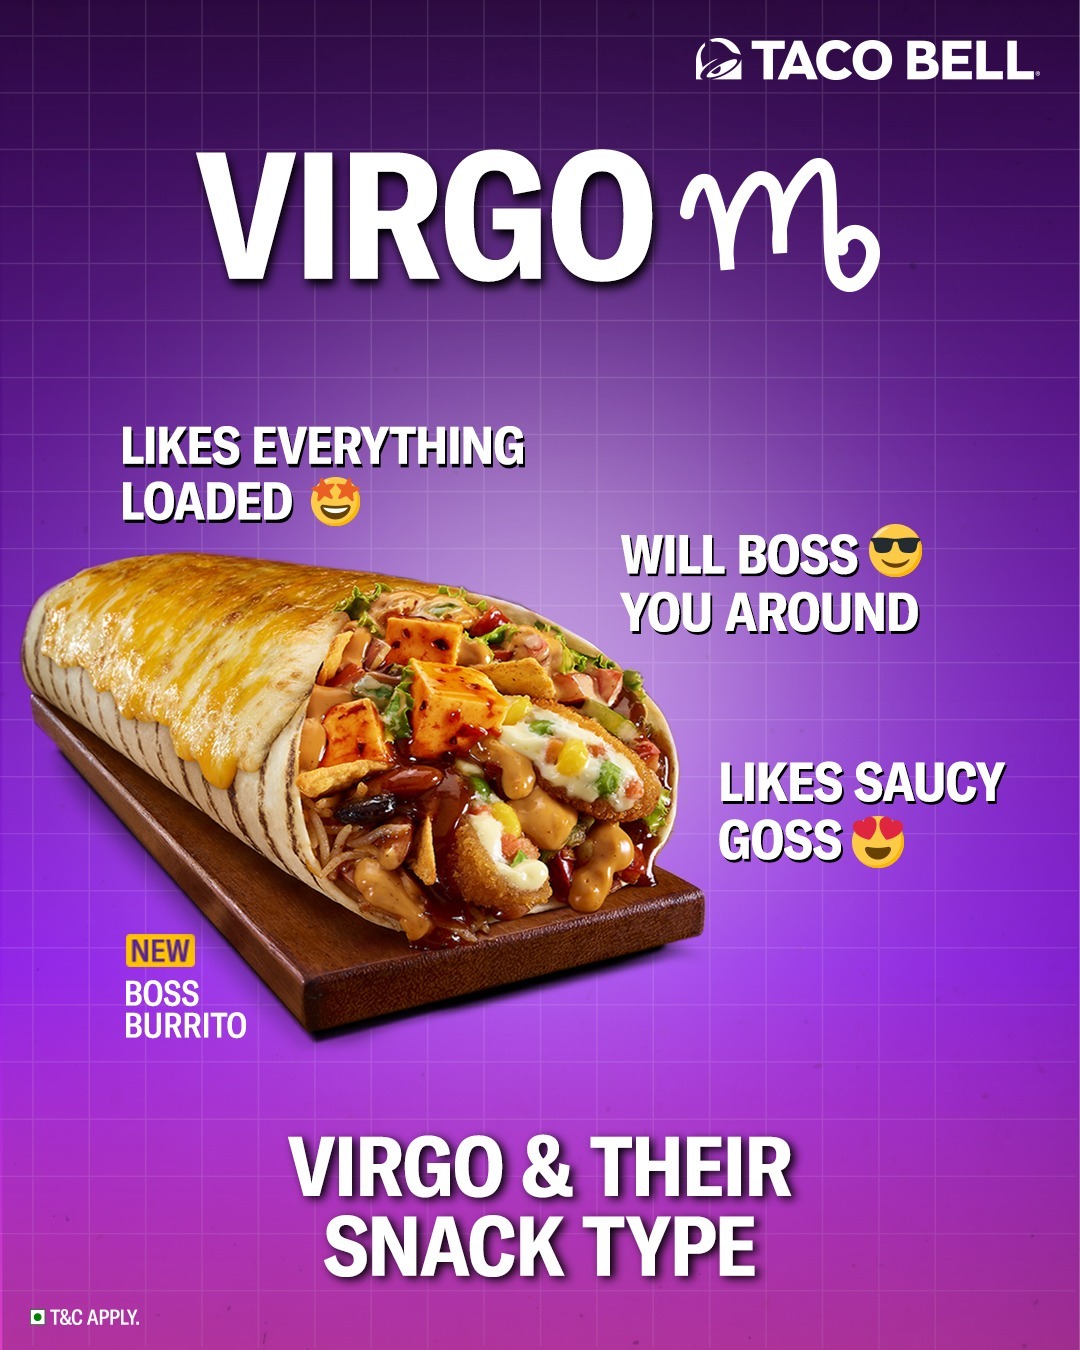 TACO BELL
VIRGO
LIKES EVERYTHING
LOADED 🤩
WILL BOSS 😎
YOU AROUND
LIKES SAUCY
GOSS 😍
NEW
BOSS
BURRITO
VIRGO & THEIR
SNACK TYPE
T&C APPLY.